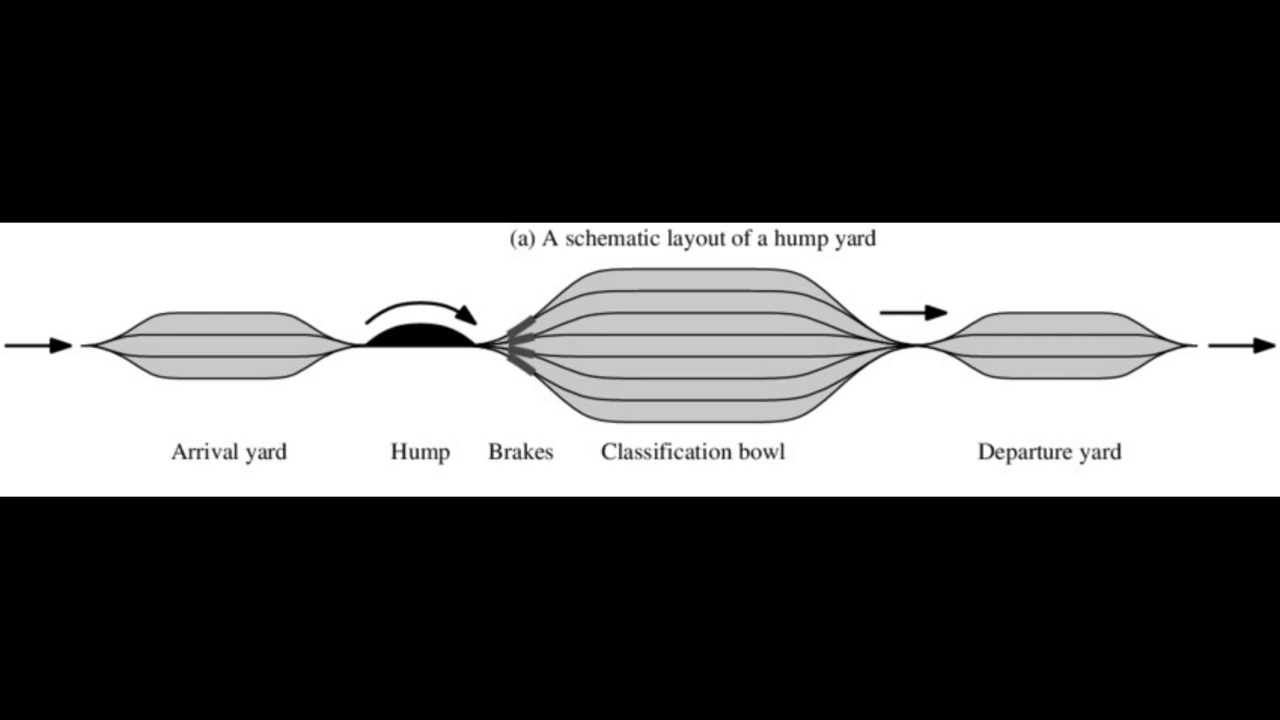 (a) A schematic layout of a hump yard
Arrival yard Hump Brakes Classification bowl Departure yard